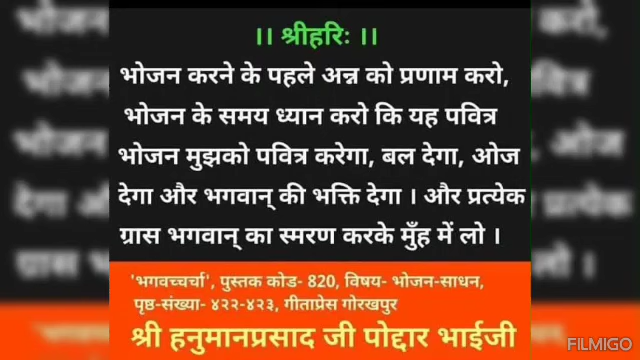 ।। श्रीहरिः ।।
भोजन करने के पहले अन्न को प्रणाम करो,
भोजन के समय ध्यान करो कि यह पवित्र
भोजन मुझको पवित्र करेगा, बल देगा, ओज
देगा और भगवान् की भक्ति देगा । और प्रत्येक
ग्रास भगवान् का स्मरण करके मुँह में लो ।
'भगवच्चर्चा', पुस्तक कोड- 820, विषय- भोजन-साधन,
पृष्ठ-संख्या- ४२२-४२३, गीताप्रेस गोरखपुर
श्री हनुमानप्रसाद जी पोद्दार भाईजी
FILMIGO